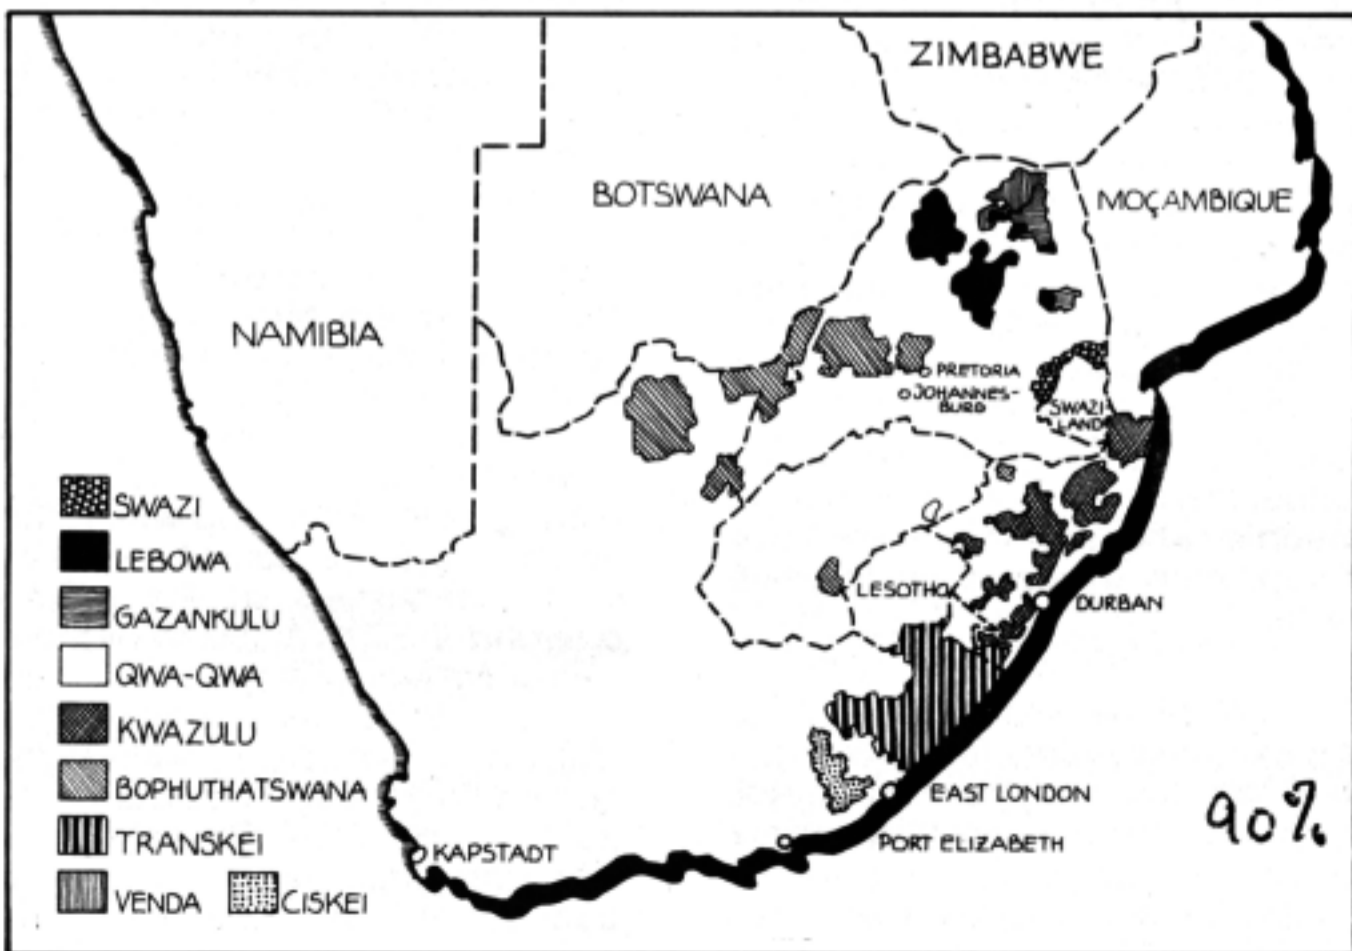 ZIMBABWE
BOTSWANA
MOÇAMBIQUE
NAMIBIA
PRETORIA
JOHANNES-
BURG
SWAZI
LAND
SWAZI
LEBOWA
GAZANKULU
QWA-QWA
KWAZULU
BOPHUTHATSWANA
TRANSKEI
VENDA
CISKEI
LESOTHO
DURBAN
EAST LONDON
PORT ELIZABETH
KAPSTADT
90%